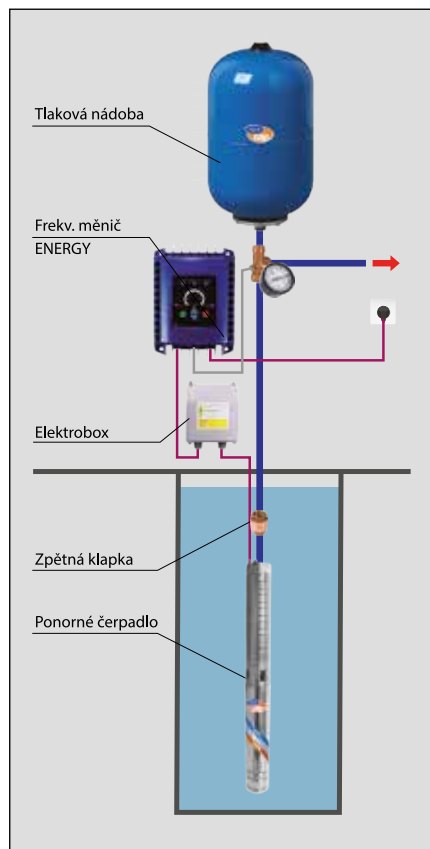 Tlaková nádoba
Frekv. měnič
ENERGY
Elektrobox
Zpětná klapka
Ponorné čerpadlo